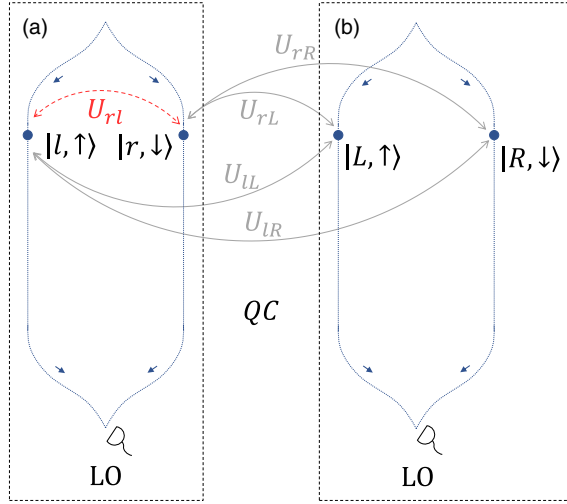 (a)
(b)
U_{rR}
U_{rl}
U_{rL}
|l,↑⟩ |r,↓⟩
|L,↑⟩
|R,↓⟩
U_{lL}
U_{lR}
QC
LO
LO